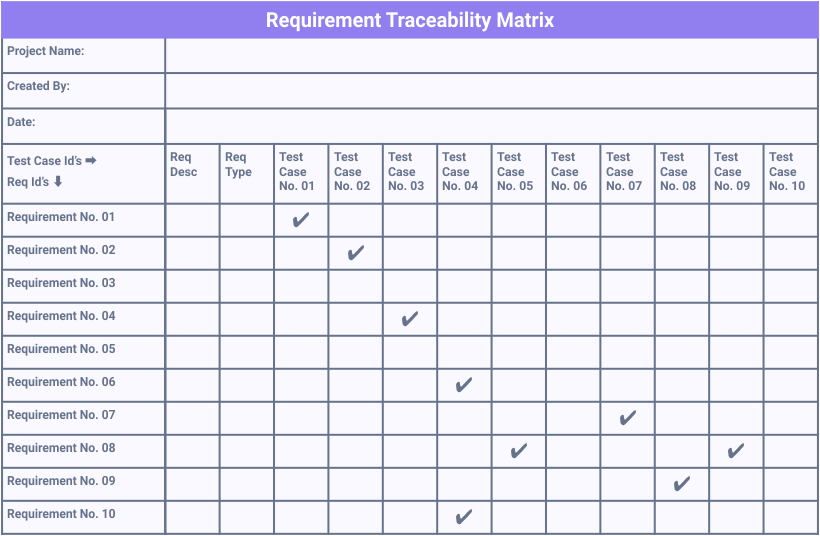 Requirement Traceability Matrix
Project Name:
Created By:
Date:
Test Case Id's ➡
Req Id's ⬇
Req
Desc
Req
Type
Test
Case
No. 01
Test
Case
No. 02
Test
Case
No. 03
Test
Case
No. 04
Test
Case
No. 05
Test
Case
No. 06
Test
Case
No. 07
Test
Case
No. 08
Test
Case
No. 09
Test
Case
No. 10
Requirement No. 01 ✔
Requirement No. 02 ✔
Requirement No. 03
Requirement No. 04 ✔
Requirement No. 05
Requirement No. 06 ✔
Requirement No. 07 ✔
Requirement No. 08 ✔ ✔
Requirement No. 09 ✔
Requirement No. 10 ✔